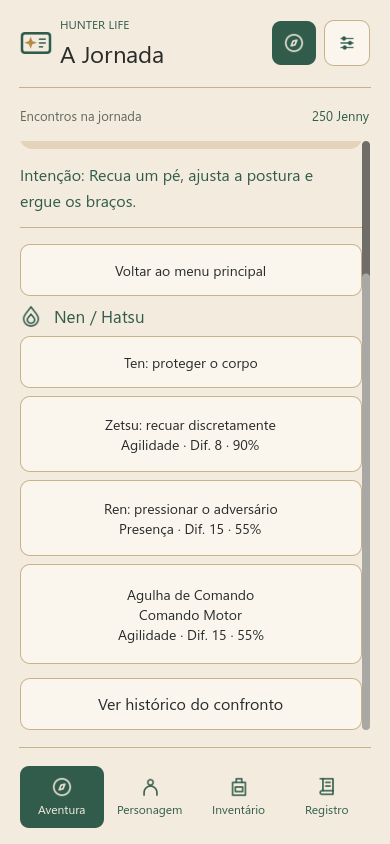 HUNTER LIFE
A Jornada
Encontros na jornada
250 Jenny
Intenção: Recua um pé, ajusta a postura e
ergue os braços.
Voltar ao menu principal
Nen / Hatsu
Ten: proteger o corpo
Zetsu: recuar discretamente
Agilidade · Dif. 8 · 90%
Ren: pressionar o adversário
Presença · Dif. 15 · 55%
Agulha de Comando
Comando Motor
Agilidade · Dif. 15 · 55%
Ver histórico do confronto
Aventura
Personagem
Inventário
Registro